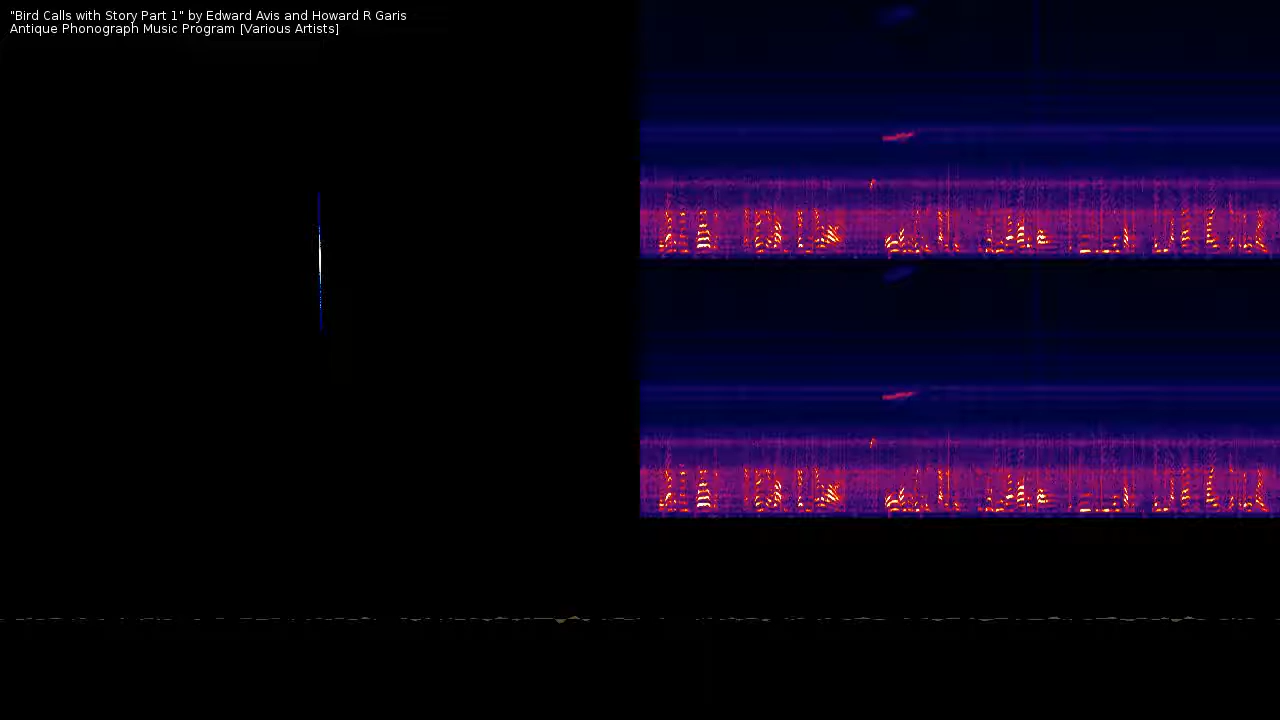 "Bird Calls with Story Part 1" by Edward Avis and Howard R Garis
Antique Phonograph Music Program [Various Artists]